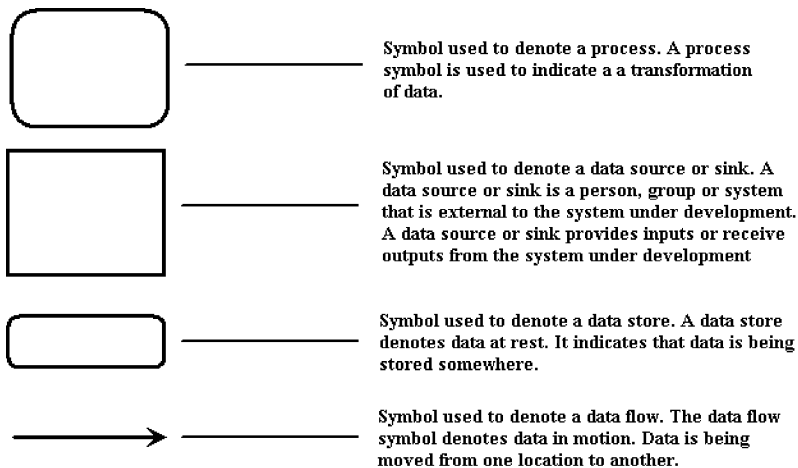 Symbol used to denote a process. A process
symbol is used to indicate a a transformation
of data.
Symbol used to denote a data source or sink. A
data source or sink is a person, group or system
that is external to the system under development.
A data source or sink provides inputs or receive
outputs from the system under development
Symbol used to denote a data store. A data store
denotes data at rest. It indicates that data is being
stored somewhere.
Symbol used to denote a data flow. The data flow
symbol denotes data in motion. Data is being
moved from one location to another.